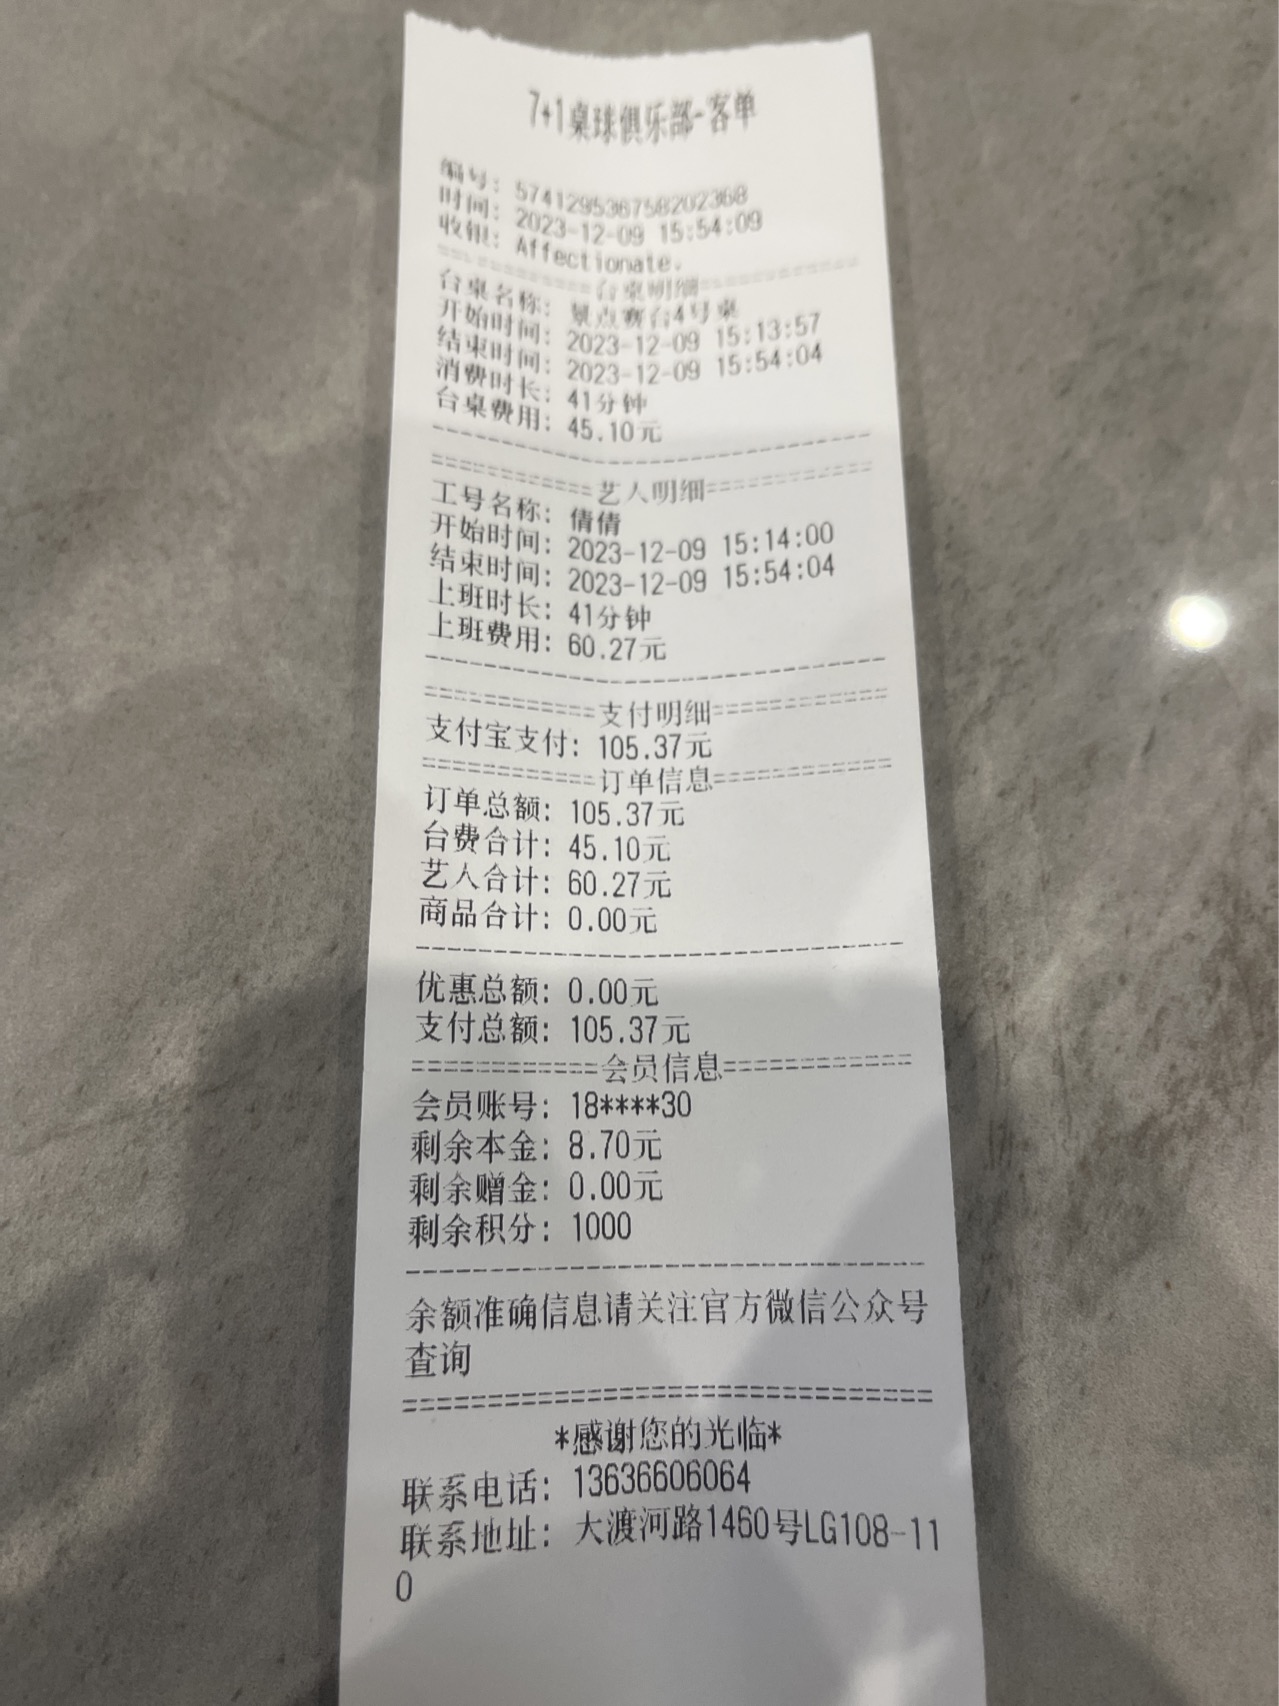 7+1桌球俱乐部-客单
编号: 574129536758202368
时间: 2023-12-09 15:54:09
收银: Affectionate.
==========台桌明细==========
台桌名称: 景点赛台4号桌
开始时间: 2023-12-09 15:13:57
结束时间: 2023-12-09 15:54:04
消费时长: 41分钟
台桌费用: 45.10元
--------------------------------
==========艺人明细==========
工号名称: 倩倩
开始时间: 2023-12-09 15:14:00
结束时间: 2023-12-09 15:54:04
上班时长: 41分钟
上班费用: 60.27元
--------------------------------
==========支付明细==========
支付宝支付: 105.37元
==========订单信息==========
订单总额: 105.37元
台费合计: 45.10元
艺人合计: 60.27元
商品合计: 0.00元
--------------------------------
优惠总额: 0.00元
支付总额: 105.37元
==========会员信息==========
会员账号: 18****30
剩余本金: 8.70元
剩余赠金: 0.00元
剩余积分: 1000
--------------------------------
余额准确信息请关注官方微信公众号
查询
================================
*感谢您的光临*
联系电话: 13636606064
联系地址: 大渡河路1460号LG108-11
0